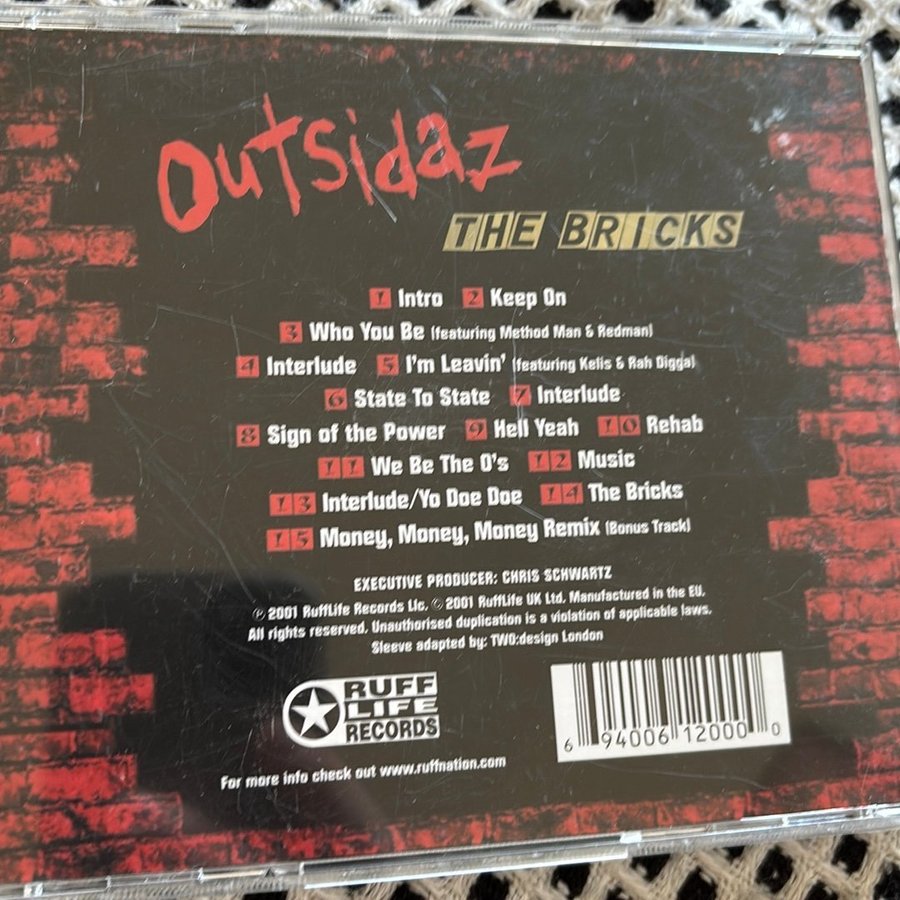 Outsidaz
THE BRICKS
1 Intro 2 Keep On
3 Who You Be (featuring Method Man & Redman)
4 Interlude 5 I'm Leavin' (featuring Kelis & Rah Digga)
6 State To State 7 Interlude
8 Sign of the Power 9 Hell Yeah 10 Rehab
11 We Be The O's 12 Music
13 Interlude/Yo Doe Doe 14 The Bricks
15 Money, Money, Money Remix (Bonus Track)
EXECUTIVE PRODUCER: CHRIS SCHWARTZ
℗ 2001 RuffLife Records Llc. © 2001 RuffLife UK Ltd. Manufactured in the EU.
All rights reserved. Unauthorised duplication is a violation of applicable laws.
Sleeve adapted by: TWO:design London
RUFF
LIFE
RECORDS
6 94006 12000 0
For more info check out www.ruffnation.com